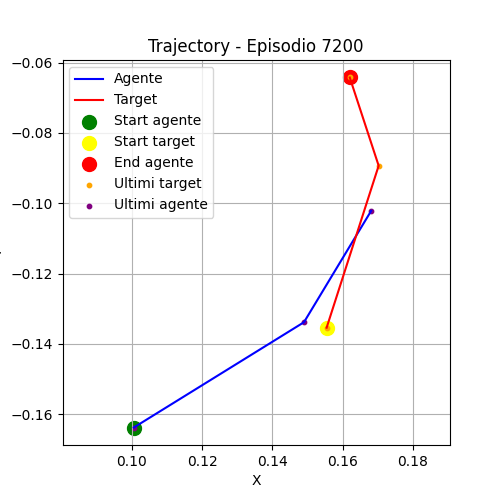 Trajectory - Episodio 7200
−0.06
−0.08
−0.10
−0.12
−0.14
−0.16
Agente
Target
Start agente
Start target
End agente
Ultimi target
Ultimi agente
0.10 0.12 0.14 0.16 0.18
X